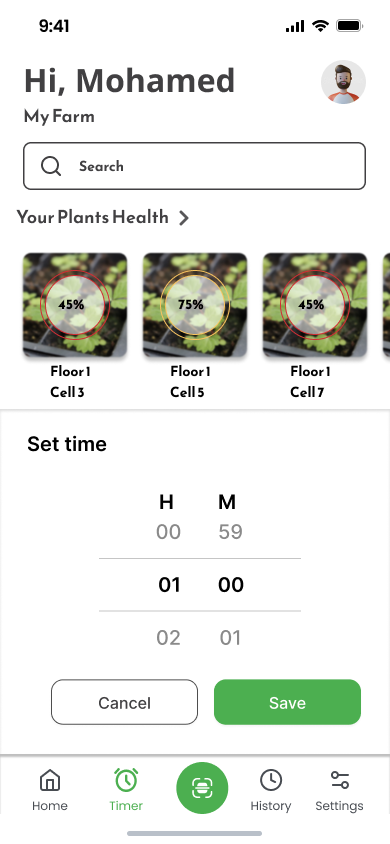 9:41
Hi, Mohamed
My Farm
Search
Your Plants Health
45% 75% 45%
Floor 1 Floor 1 Floor 1
Cell 3 Cell 5 Cell 7
Set time
H M
00 59
01 00
02 01
Cancel Save
Home Timer History Settings